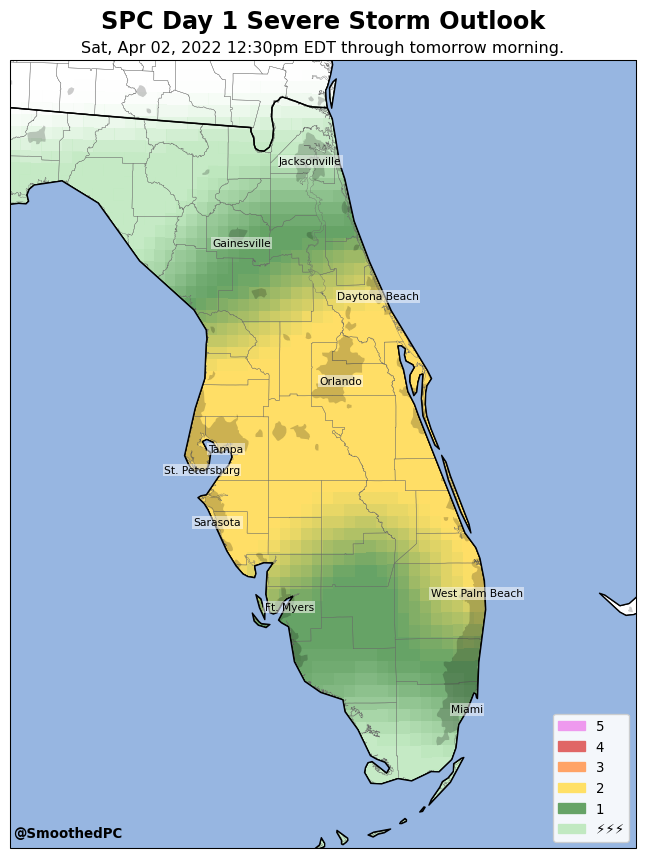 SPC Day 1 Severe Storm Outlook
Sat, Apr 02, 2022 12:30pm EDT through tomorrow morning.
Jacksonville
Gainesville
Daytona Beach
Orlando
Tampa
St. Petersburg
Sarasota
West Palm Beach
Ft. Myers
Miami
5
4
3
2
1
⚡⚡⚡
@SmoothedPC